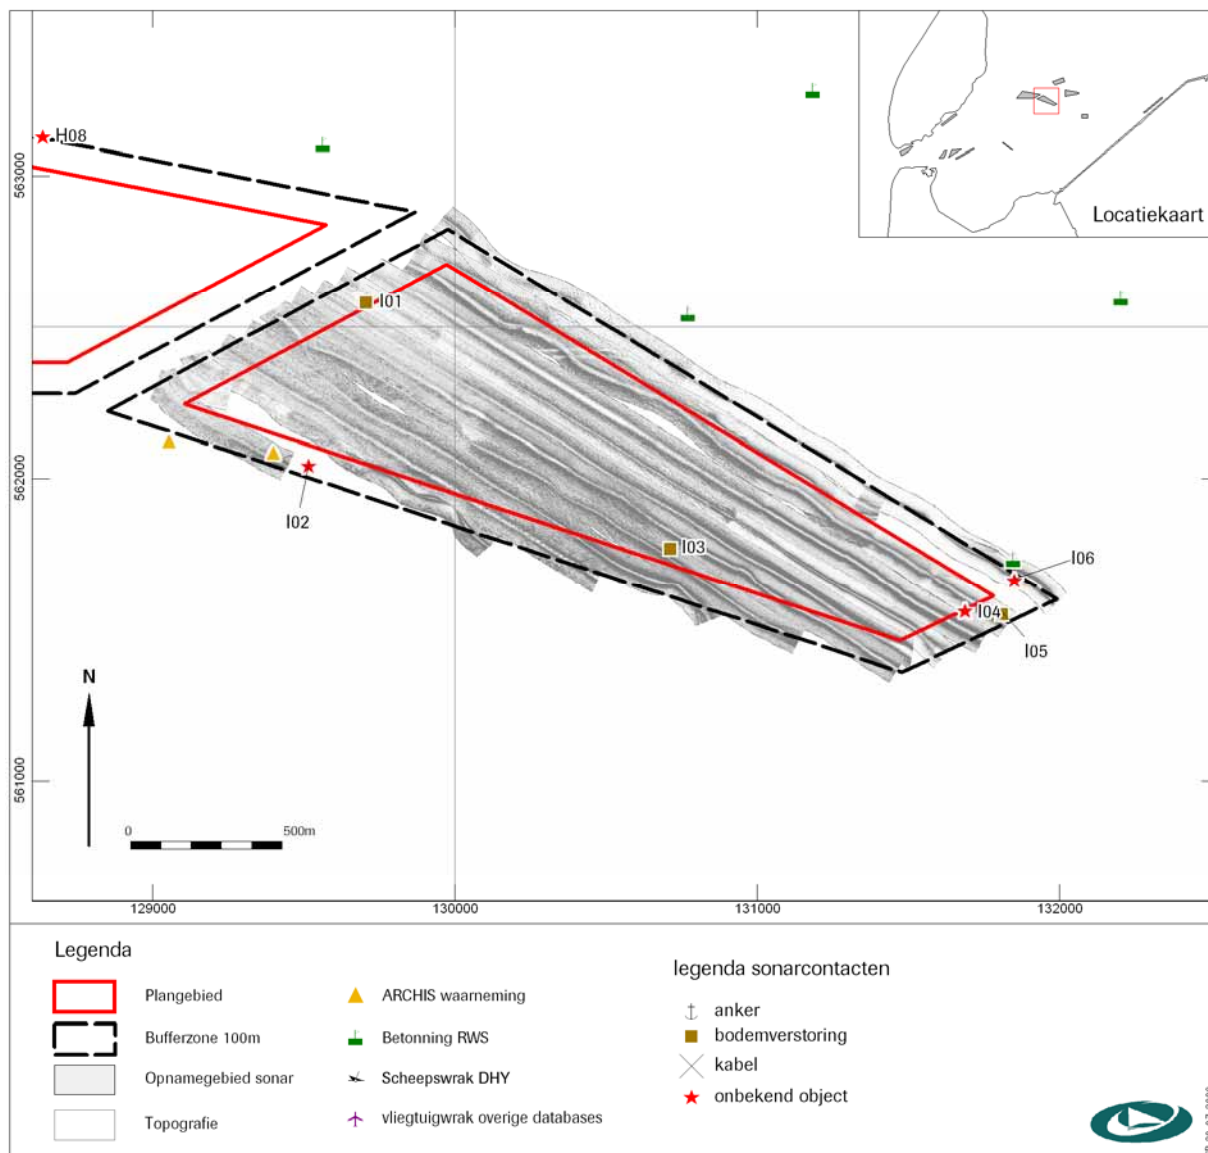 Locatiekaart
H08
563000
I01
562000
I02
I03
I06
I04
I05
N
561000
0 500m
129000 130000 131000 132000
Legenda
Plangebied
Bufferzone 100m
Opnamegebied sonar
Topografie
ARCHIS waarneming
Betonning RWS
Scheepswrak DHY
vliegtuigwrak overige databases
legenda sonarcontacten
anker
bodemverstoring
kabel
onbekend object